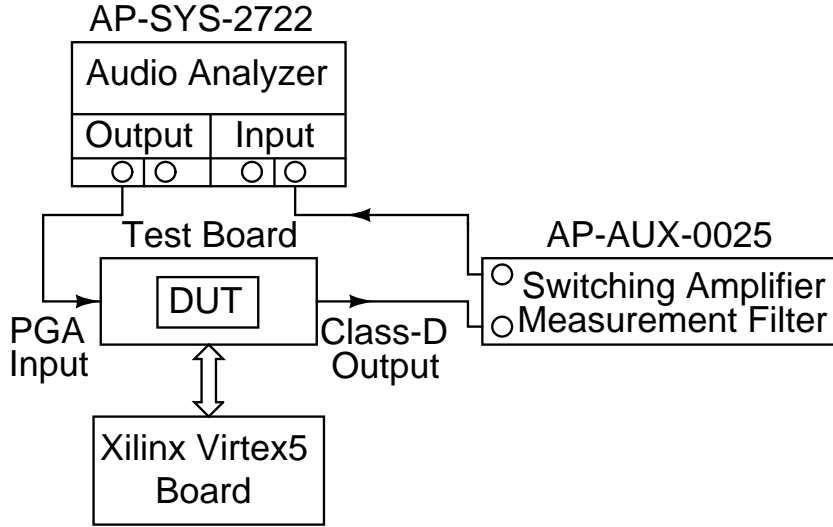 AP-SYS-2722
Audio Analyzer
Output
Input
Test Board
AP-AUX-0025
DUT
Switching Amplifier
Measurement Filter
PGA
Input
Class-D
Output
Xilinx Virtex5
Board